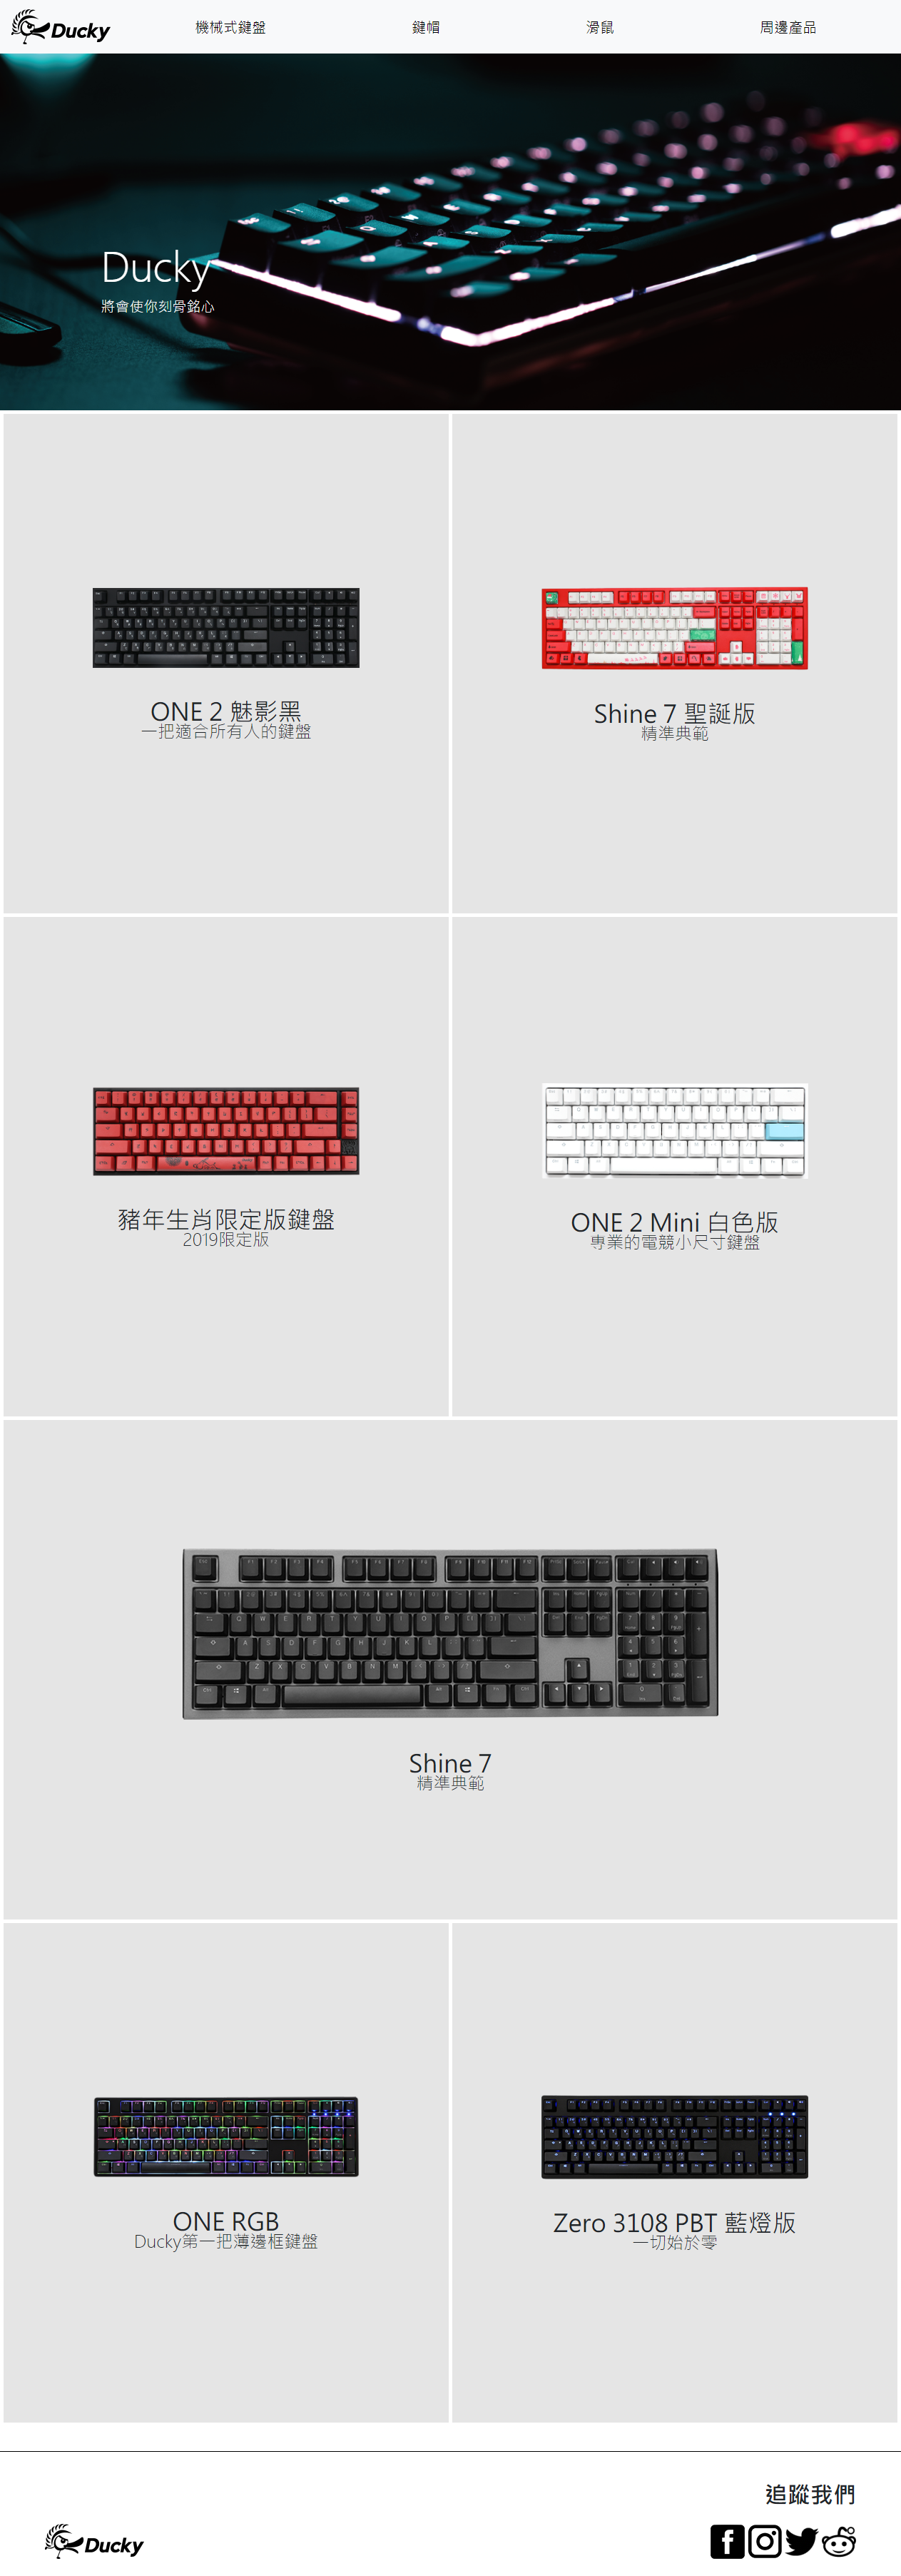 Ducky
機械式鍵盤
鍵帽
滑鼠
周邊產品
Ducky
將會使你刻骨銘心
ONE 2 魅影黑
一把適合所有人的鍵盤
Shine 7 聖誕版
精準典範
豬年生肖限定版鍵盤
2019限定版
ONE 2 Mini 白色版
專業的電競小尺寸鍵盤
Shine 7
精準典範
ONE RGB
Ducky第一把薄邊框鍵盤
Zero 3108 PBT 藍燈版
一切始於零
追蹤我們
Ducky